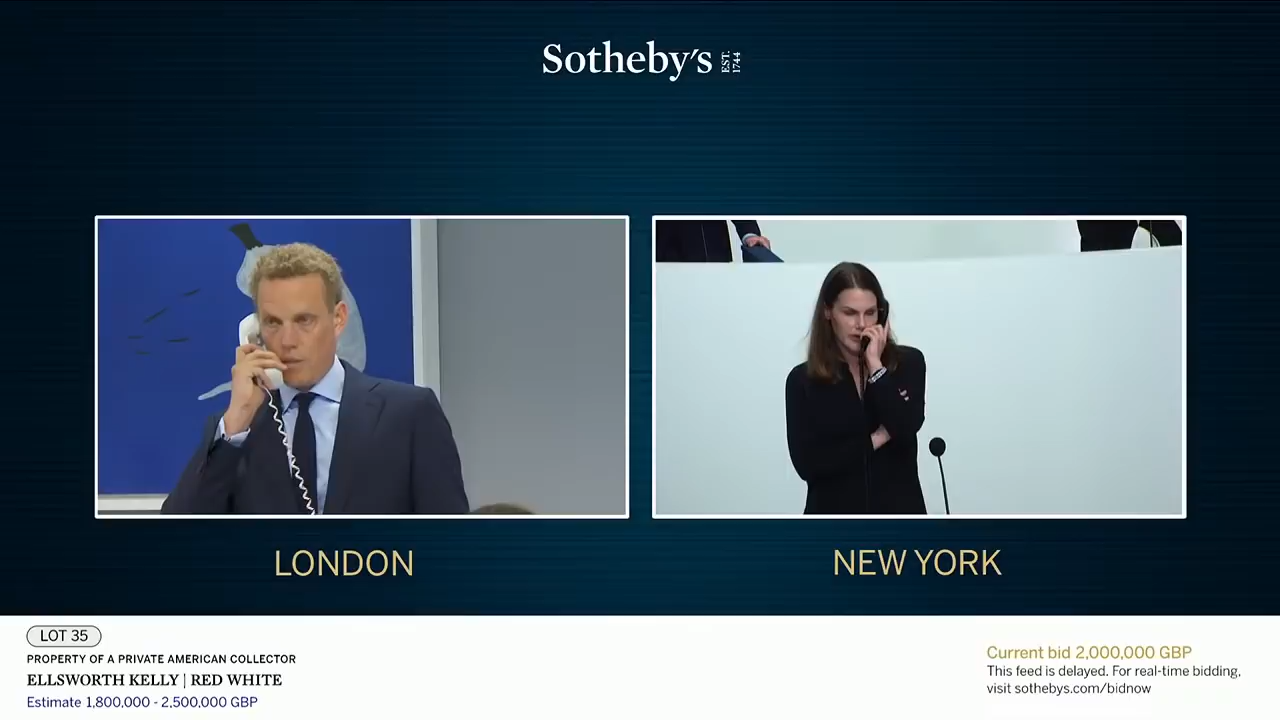 Sotheby's EST. 1744
LONDON
NEW YORK
LOT 35
PROPERTY OF A PRIVATE AMERICAN COLLECTOR
ELLSWORTH KELLY | RED WHITE
Estimate 1,800,000 - 2,500,000 GBP
Current bid 2,000,000 GBP
This feed is delayed. For real-time bidding,
visit sothebys.com/bidnow